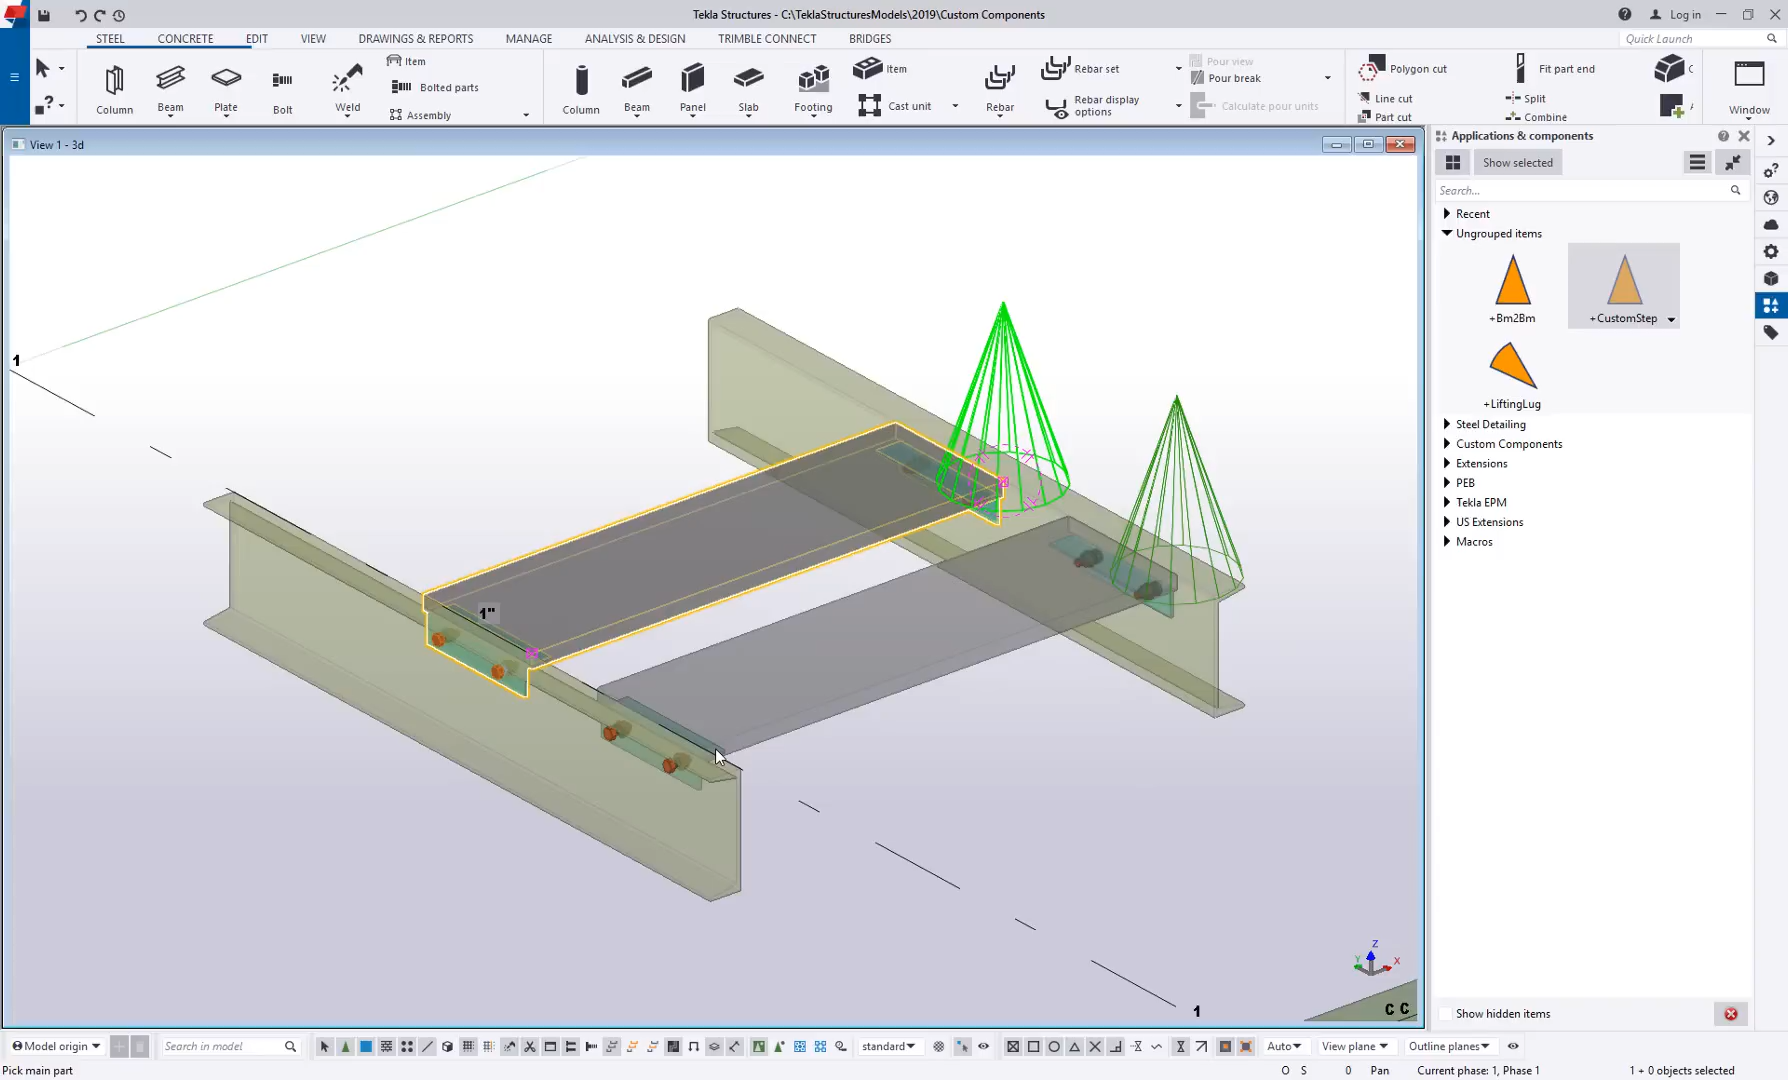 Tekla Structures - C:\TeklaStructuresModels\2019\Custom Components
Log in
STEEL CONCRETE EDIT VIEW DRAWINGS & REPORTS MANAGE ANALYSIS & DESIGN TRIMBLE CONNECT BRIDGES
Quick Launch
Column Beam Plate Bolt Weld
Item
Bolted parts
Assembly
Column Beam Panel Slab Footing
Item
Cast unit
Rebar
Rebar set
Rebar display options
Pour view
Pour break
Calculate pour units
Polygon cut
Line cut
Part cut
Fit part end
Split
Combine
C
Window
View 1 - 3d
1
1"
1
C C
Z
Y
X
Applications & components
Show selected
Search...
Recent
Ungrouped items
+Bm2Bm
+CustomStep
+LiftingLug
Steel Detailing
Custom Components
Extensions
PEB
Tekla EPM
US Extensions
Macros
Show hidden items
Model origin
Search in model
standard
Auto
View plane
Outline planes
Pick main part
O S 0 Pan Current phase: 1, Phase 1 1 + 0 objects selected